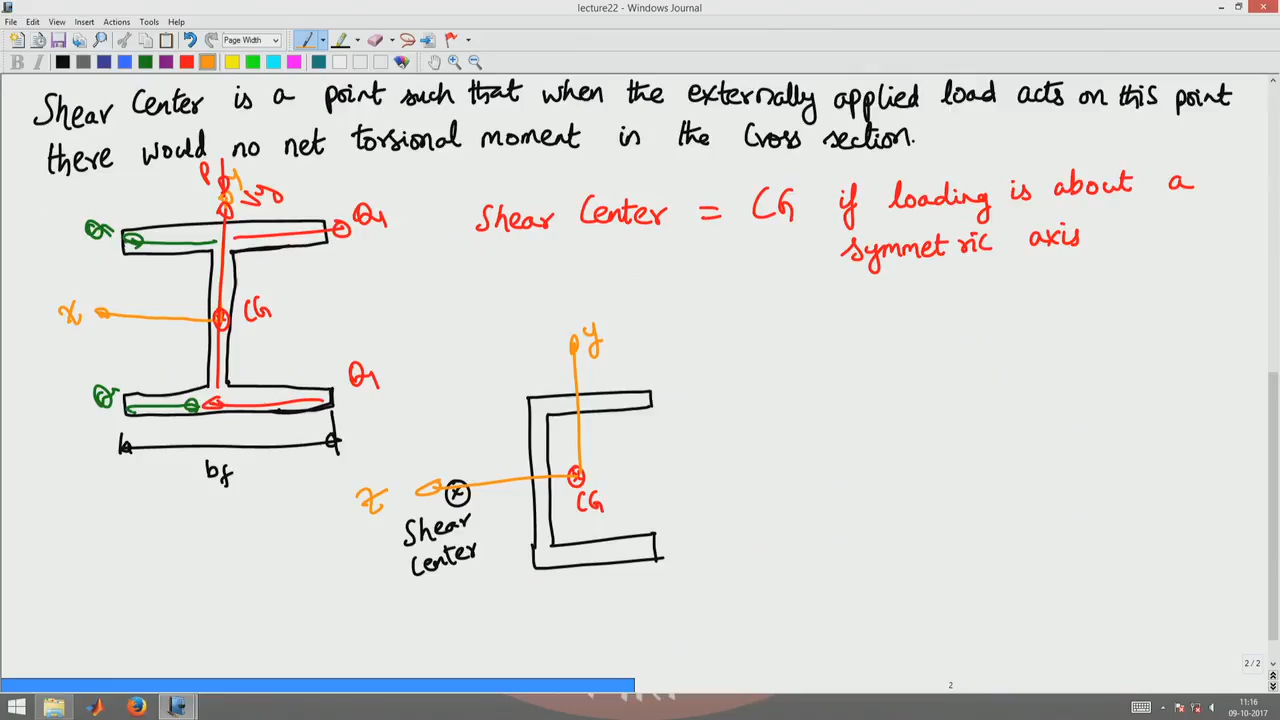 lecture22 - Windows Journal
File Edit View Insert Actions Tools Help
Page Width
B I
Shear Center is a point such that when the externally applied load acts on this point
there would no net torsional moment in the Cross section.
P y
Q1
Shear Center = CG if loading is about a
symmetric axis
z
CG
Q1
bf
y
z
CG
Shear
Center
2 / 2
2
11:16
09-10-2017